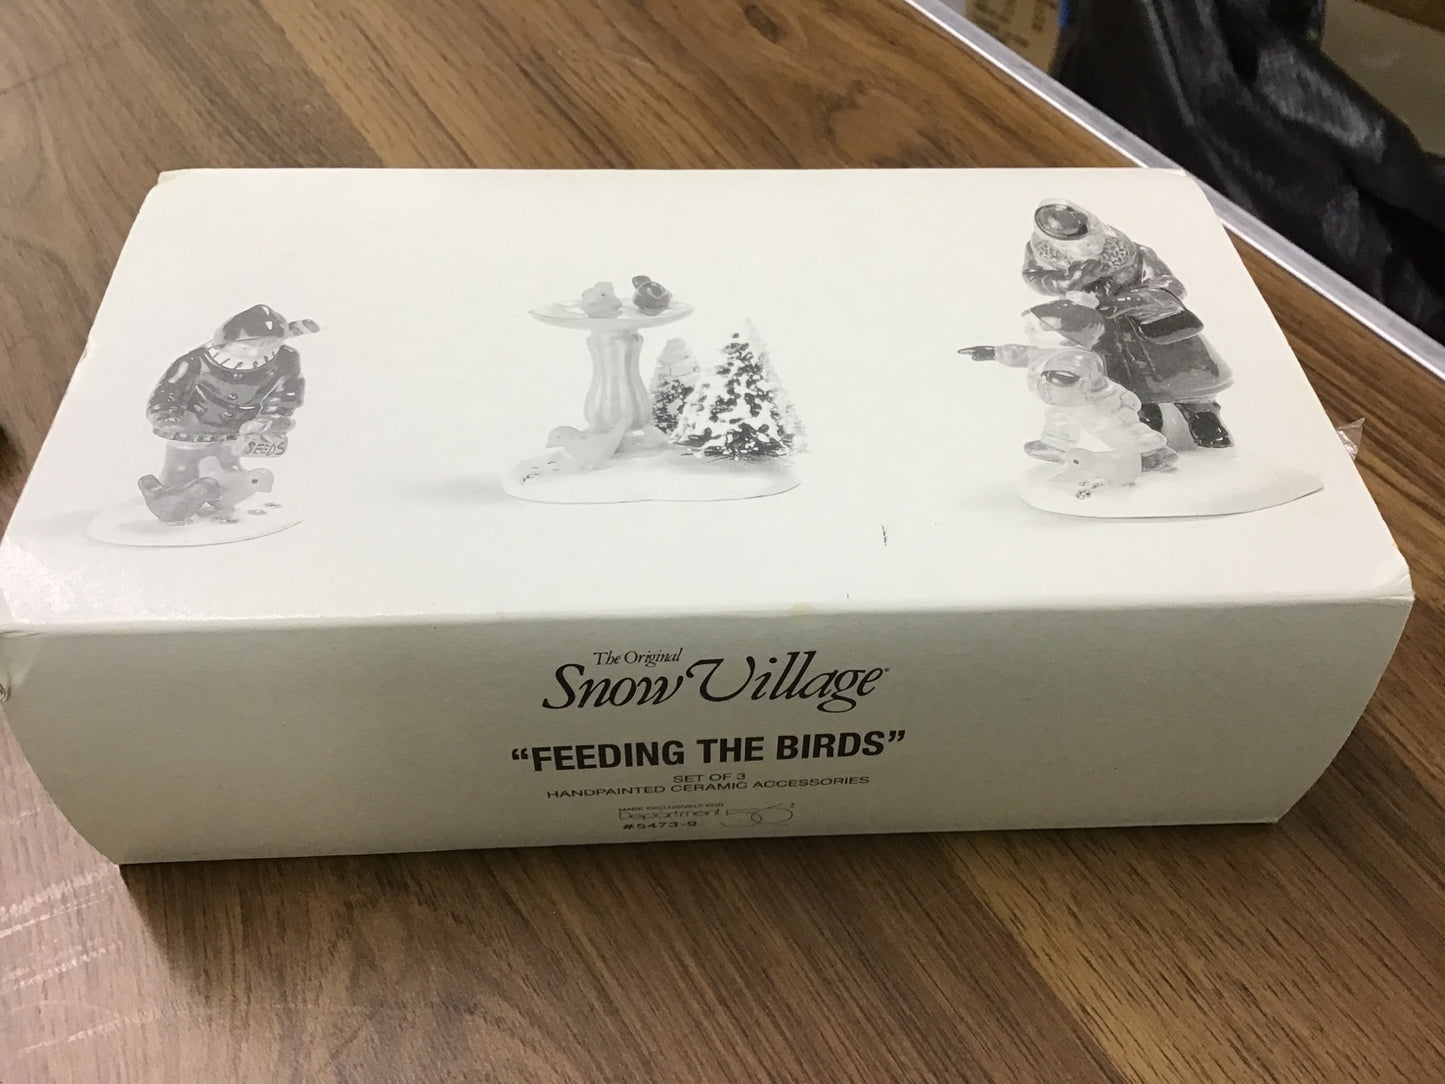 SEEDS
The Original
Snow Village®
“FEEDING THE BIRDS”
SET OF 3
HANDPAINTED CERAMIC ACCESSORIES
MADE EXCLUSIVELY FOR
Department 56®
#5473-9